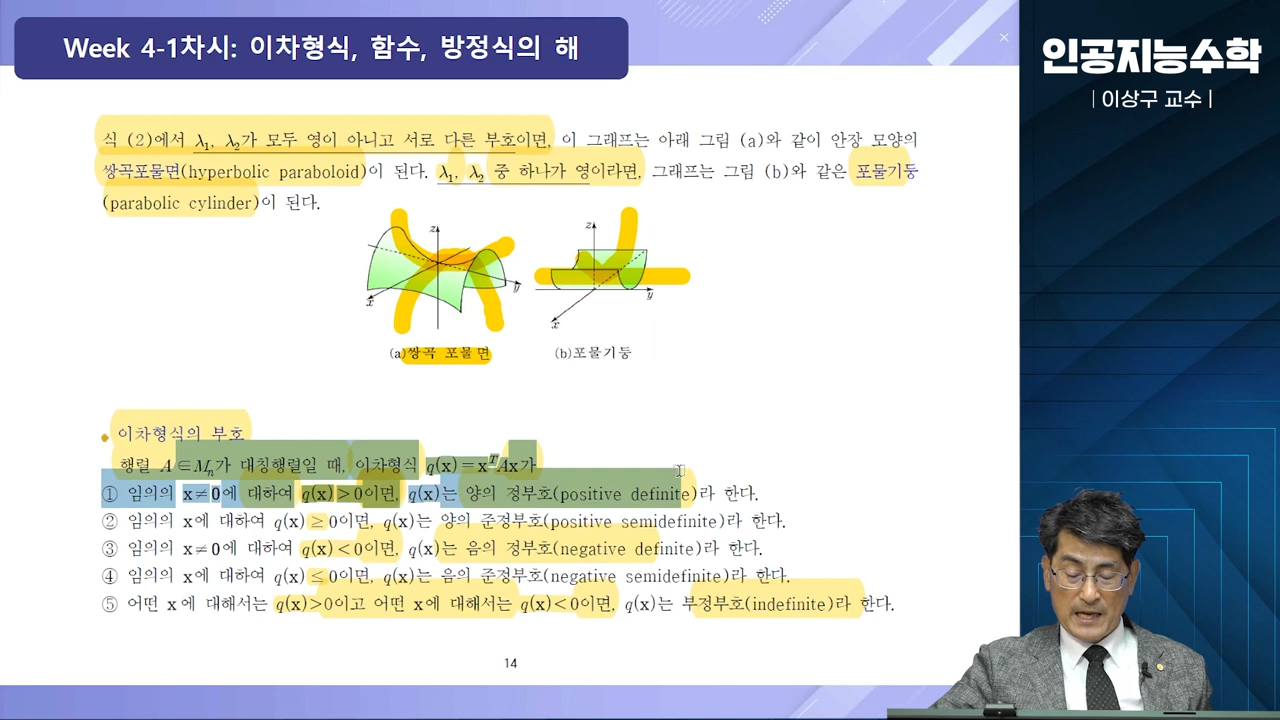 Week 4-1차시: 이차형식, 함수, 방정식의 해
인공지능수학
| 이상구 교수 |
식 (2)에서 λ₁, λ₂가 모두 영이 아니고 서로 다른 부호이면, 이 그래프는 아래 그림 (a)와 같이 안장 모양의
쌍곡포물면(hyperbolic paraboloid)이 된다. λ₁, λ₂ 중 하나가 영이라면, 그래프는 그림 (b)와 같은 포물기둥
(parabolic cylinder)이 된다.
z
y
x
z
y
x
(a)쌍곡 포물면
(b)포물기둥
• 이차형식의 부호
행렬 A∈Mₙ가 대칭행렬일 때, 이차형식 q(x)=xᵀAx가
① 임의의 x≠0에 대하여 q(x)>0이면, q(x)는 양의 정부호(positive definite)라 한다.
② 임의의 x에 대하여 q(x)≥0이면, q(x)는 양의 준정부호(positive semidefinite)라 한다.
③ 임의의 x≠0에 대하여 q(x)<0이면, q(x)는 음의 정부호(negative definite)라 한다.
④ 임의의 x에 대하여 q(x)≤0이면, q(x)는 음의 준정부호(negative semidefinite)라 한다.
⑤ 어떤 x에 대해서는 q(x)>0이고 어떤 x에 대해서는 q(x)<0이면, q(x)는 부정부호(indefinite)라 한다.
14